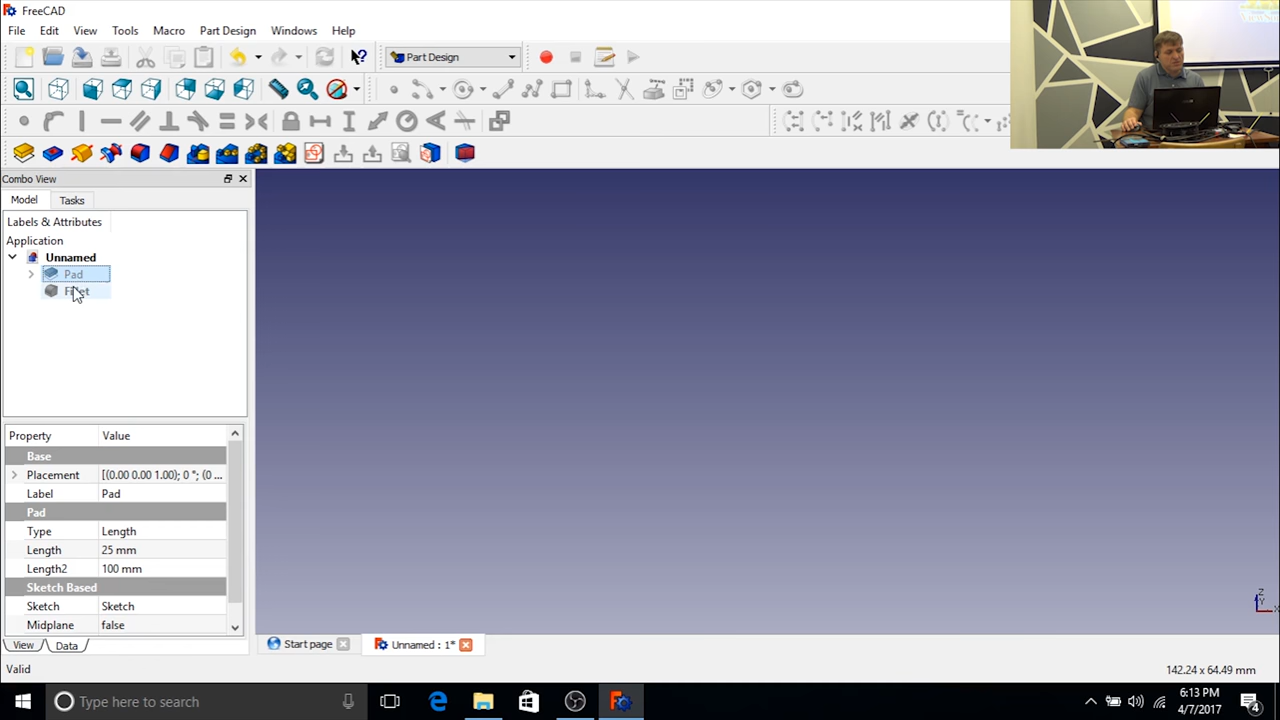 FreeCAD
File Edit View Tools Macro Part Design Windows Help
Part Design
Combo View
Model Tasks
Labels & Attributes
Application
Unnamed
Pad
Property Value
Base
Placement [(0.00 0.00 1.00); 0 °; (0 ...
Label Pad
Pad
Type Length
Length 25 mm
Length2 100 mm
Sketch Based
Sketch Sketch
Midplane false
View Data
Start page Unnamed : 1*
Valid 142.24 x 64.49 mm
Z
Y
X
Type here to search
6:13 PM
4/7/2017
4